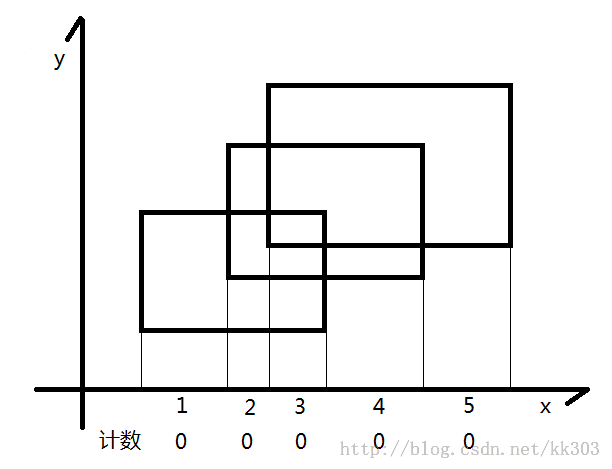 y
1 2 3 4 5 x
计数 0 0 0 0 0
http://blog.csdn.net/kk303